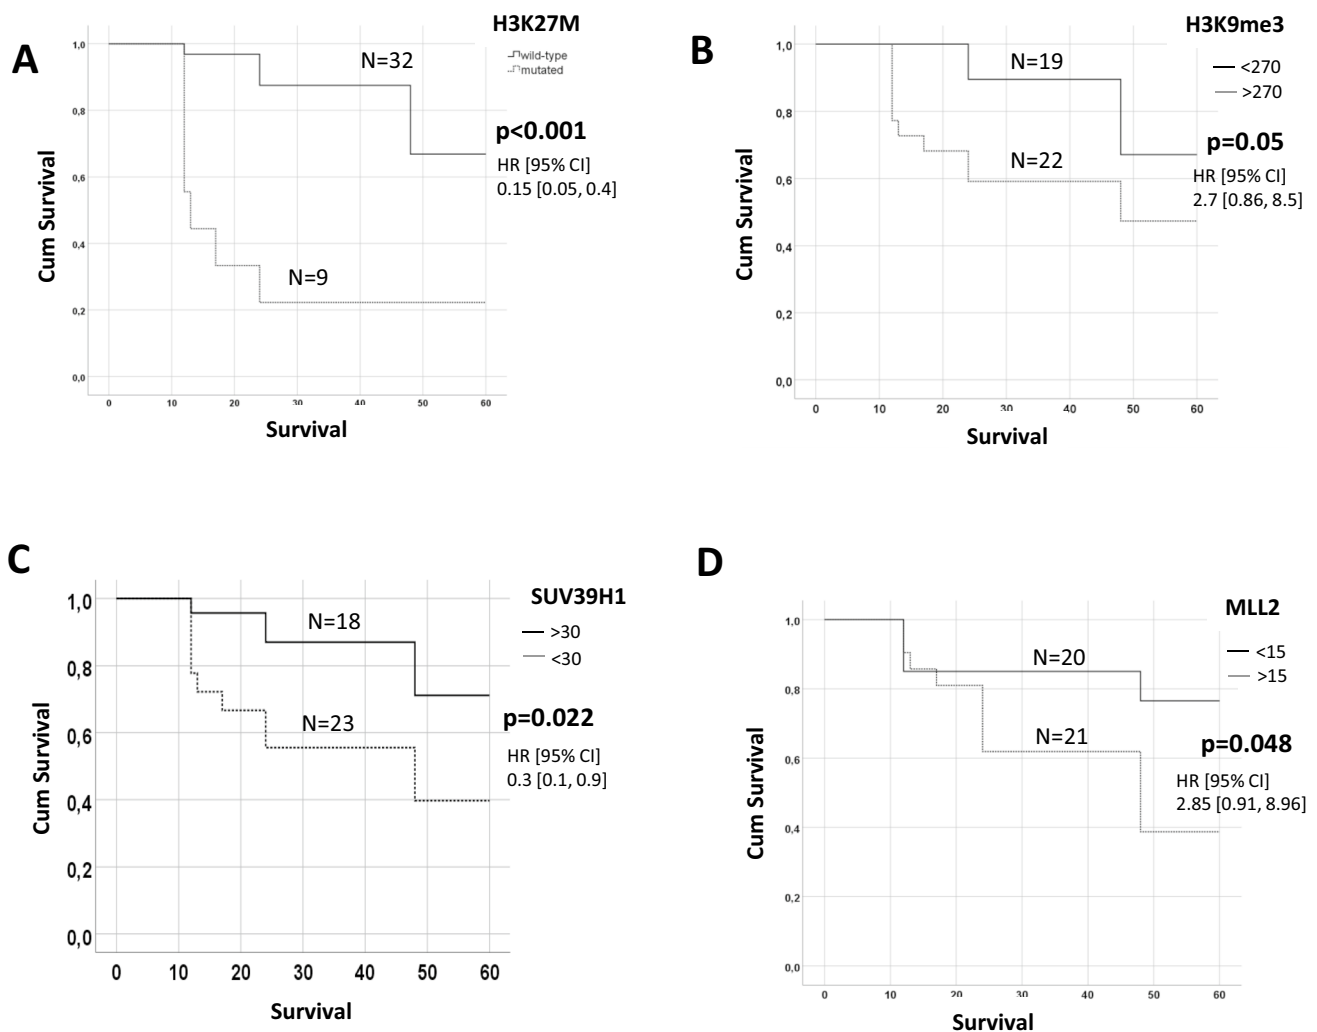 A
H3K27M
wild-type
mutated
p<0.001
HR [95% CI]
0.15 [0.05, 0.4]
N=32
N=9
Cum Survival
1,0
0,8
0,6
0,4
0,2
0,0
0 10 20 30 40 50 60
Survival
B
H3K9me3
<270
>270
p=0.05
HR [95% CI]
2.7 [0.86, 8.5]
N=19
N=22
Cum Survival
1,0
0,8
0,6
0,4
0,2
0,0
0 10 20 30 40 50 60
Survival
C
SUV39H1
>30
<30
p=0.022
HR [95% CI]
0.3 [0.1, 0.9]
N=18
N=23
Cum Survival
1,0
0,8
0,6
0,4
0,2
0,0
0 10 20 30 40 50 60
Survival
D
MLL2
<15
>15
p=0.048
HR [95% CI]
2.85 [0.91, 8.96]
N=20
N=21
Cum Survival
1,0
0,8
0,6
0,4
0,2
0,0
0 10 20 30 40 50 60
Survival